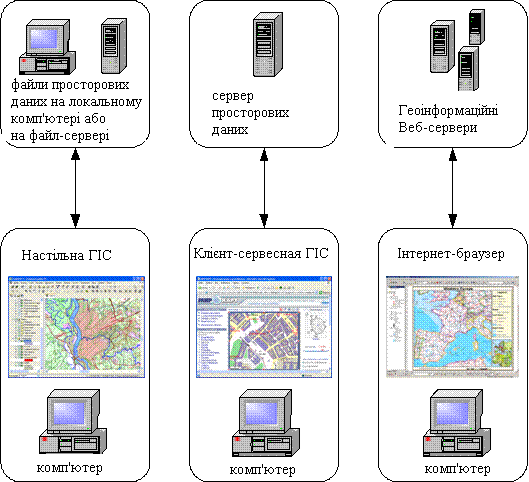 файли просторових
даних на локальному
комп'ютері або
на файл-сервері
сервер
просторових
даних
Геоінформаційні
Веб-сервери
Настільна ГІС
Клієнт-сервесная ГІС
Інтернет-браузер
комп'ютер
комп'ютер
комп'ютер